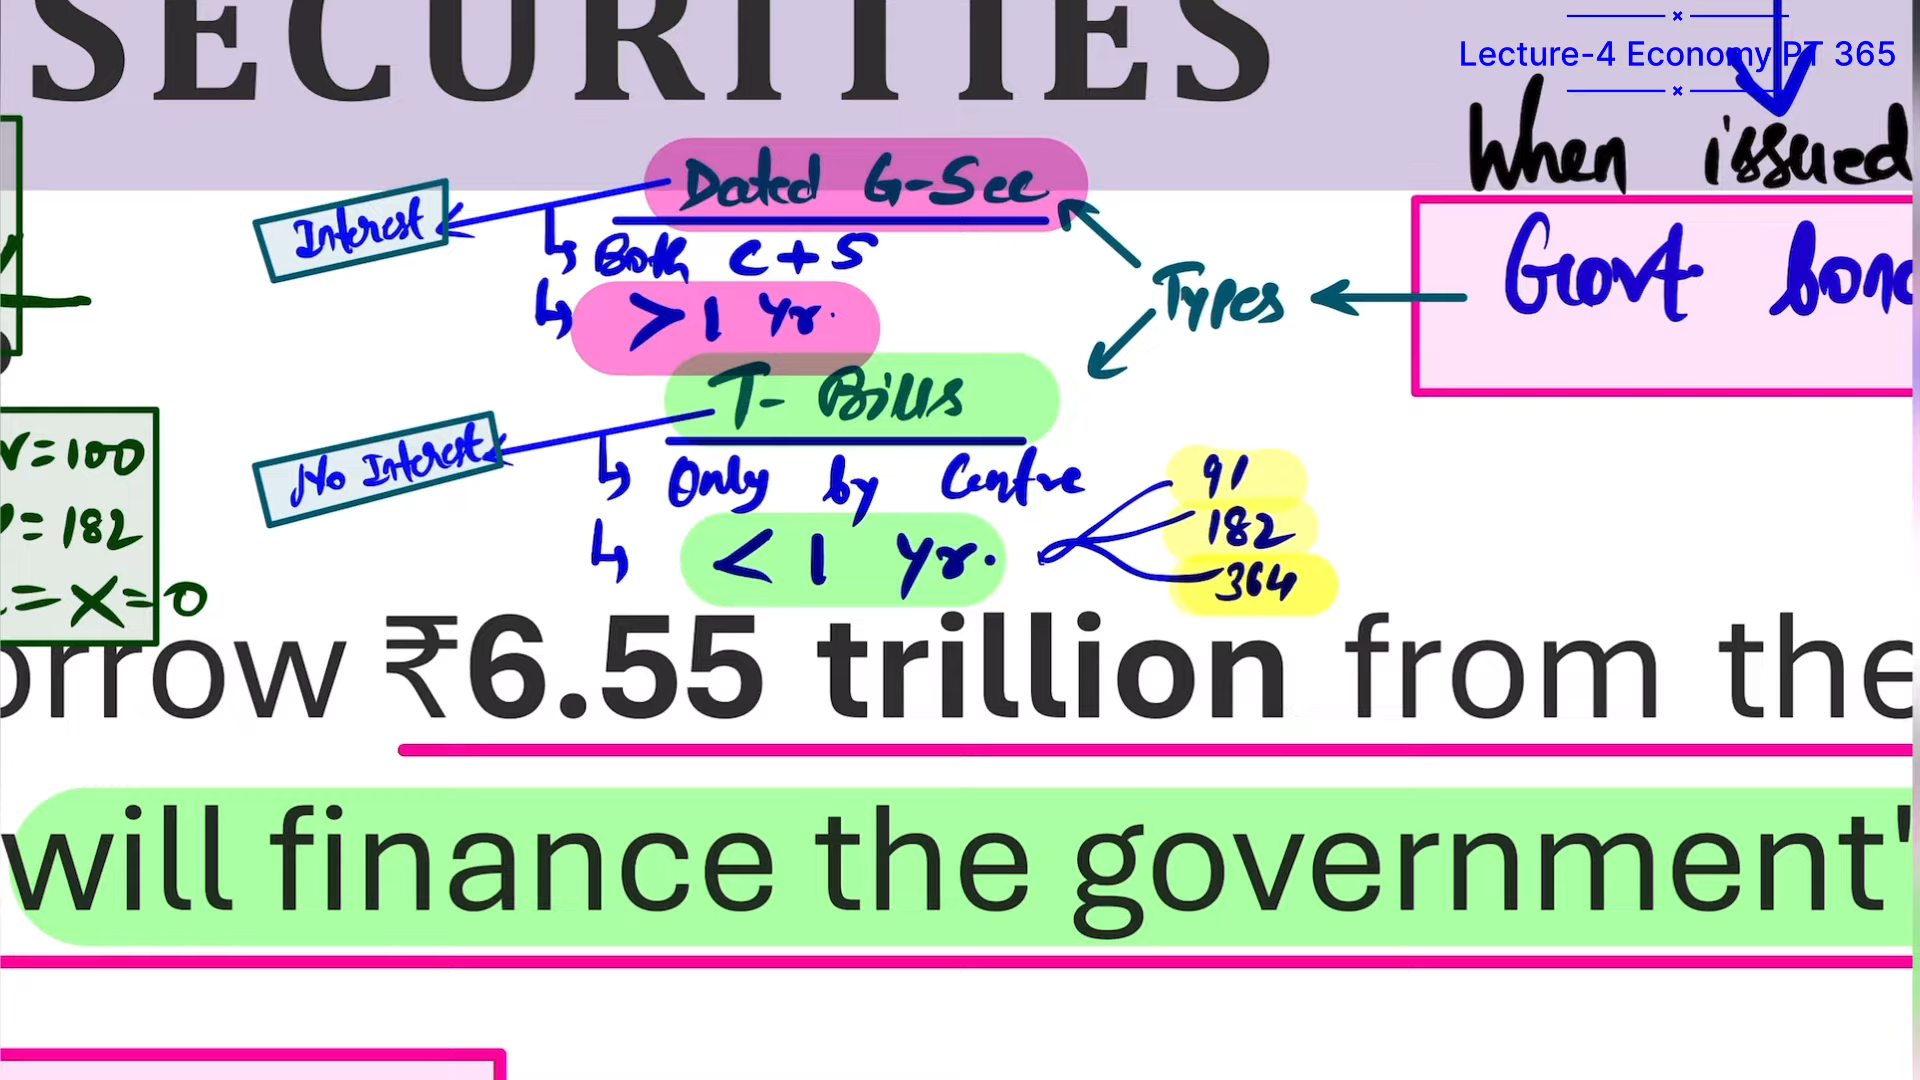 SECURITIES
Lecture-4 Economy PT 365
When issued
Dated G-Sec
Interest
Both C+S
>1 Yr.
Types
Govt bon
T- Bills
No Interest
Only by Centre
<1 Yr.
91
182
364
V=100
P=182
=X=0
orrow ₹6.55 trillion from the
will finance the government'